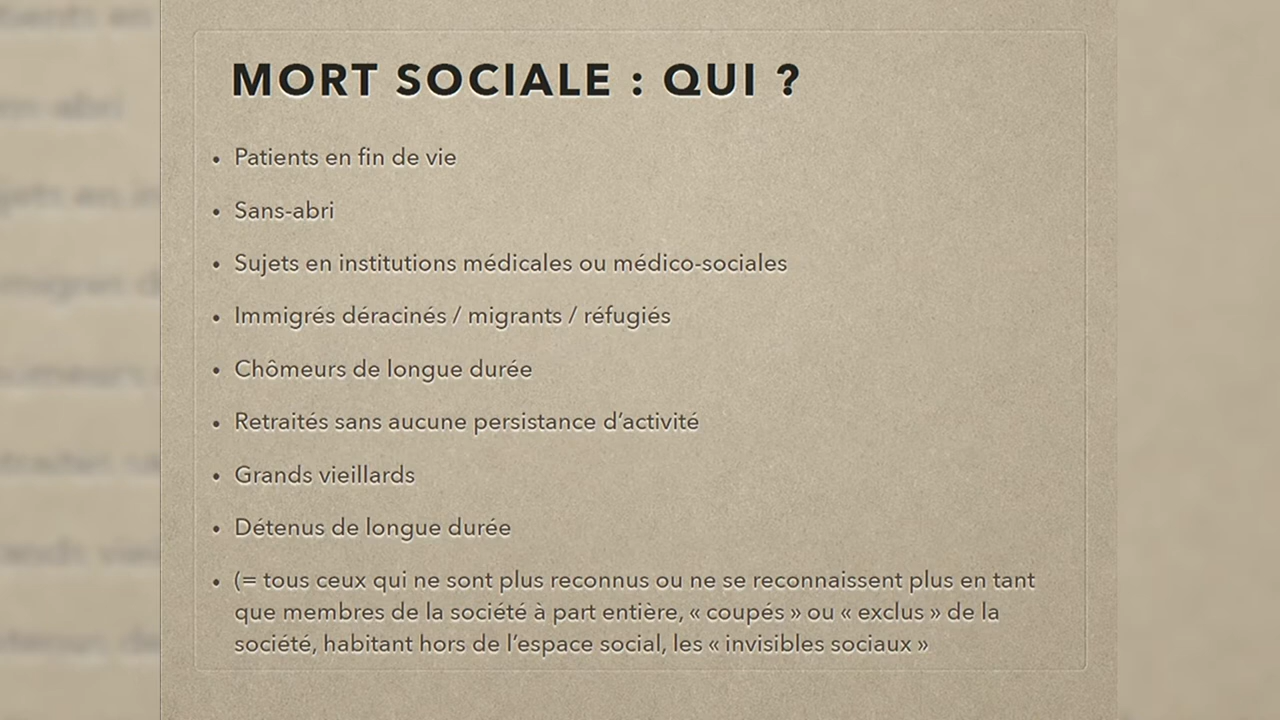 MORT SOCIALE : QUI ?
• Patients en fin de vie
• Sans-abri
• Sujets en institutions médicales ou médico-sociales
• Immigrés déracinés / migrants / réfugiés
• Chômeurs de longue durée
• Retraités sans aucune persistance d’activité
• Grands vieillards
• Détenus de longue durée
• (= tous ceux qui ne sont plus reconnus ou ne se reconnaissent plus en tant
que membres de la société à part entière, « coupés » ou « exclus » de la
société, habitant hors de l’espace social, les « invisibles sociaux »